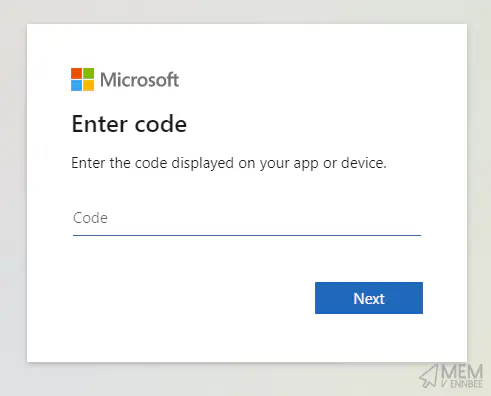 Microsoft
Enter code
Enter the code displayed on your app or device.
Code
Next
MEM
V ENNBEE